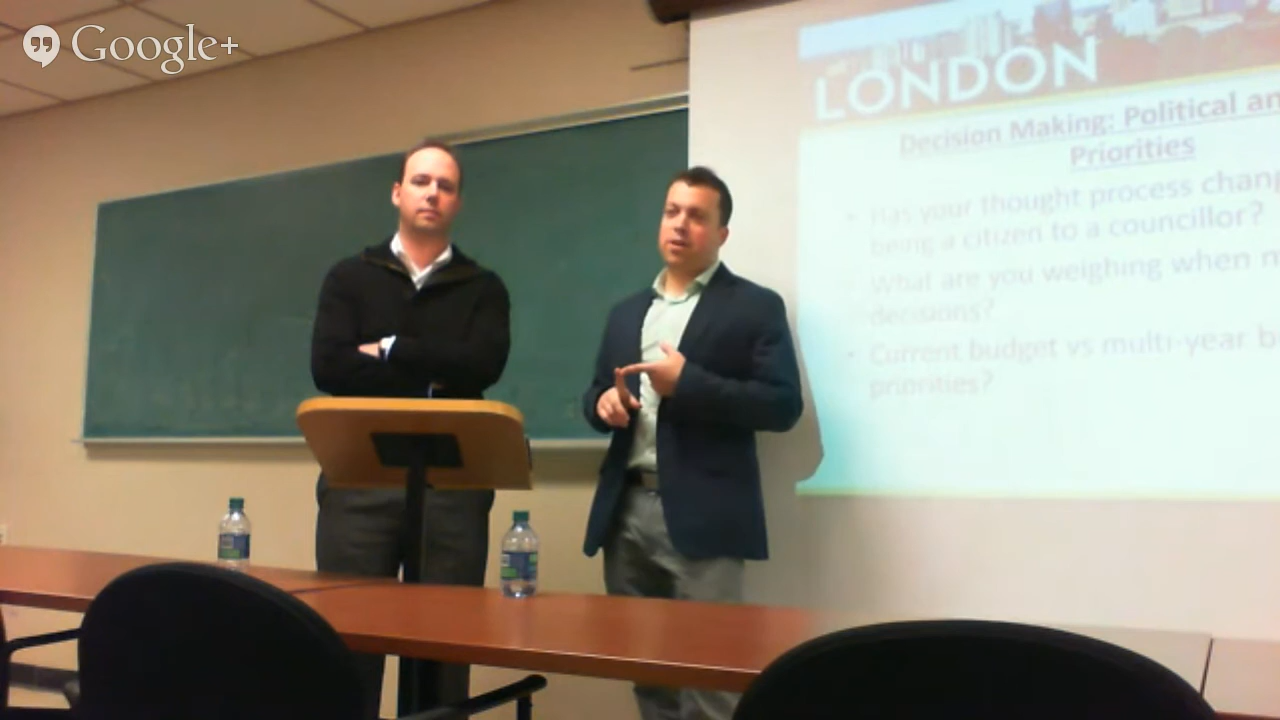 Google+
LONDON
Decision Making: Political an
Priorities
Has your thought process chang
being a citizen to a councillor?
What are you weighing when m
decisions?
Current budget vs multi-year b
priorities?